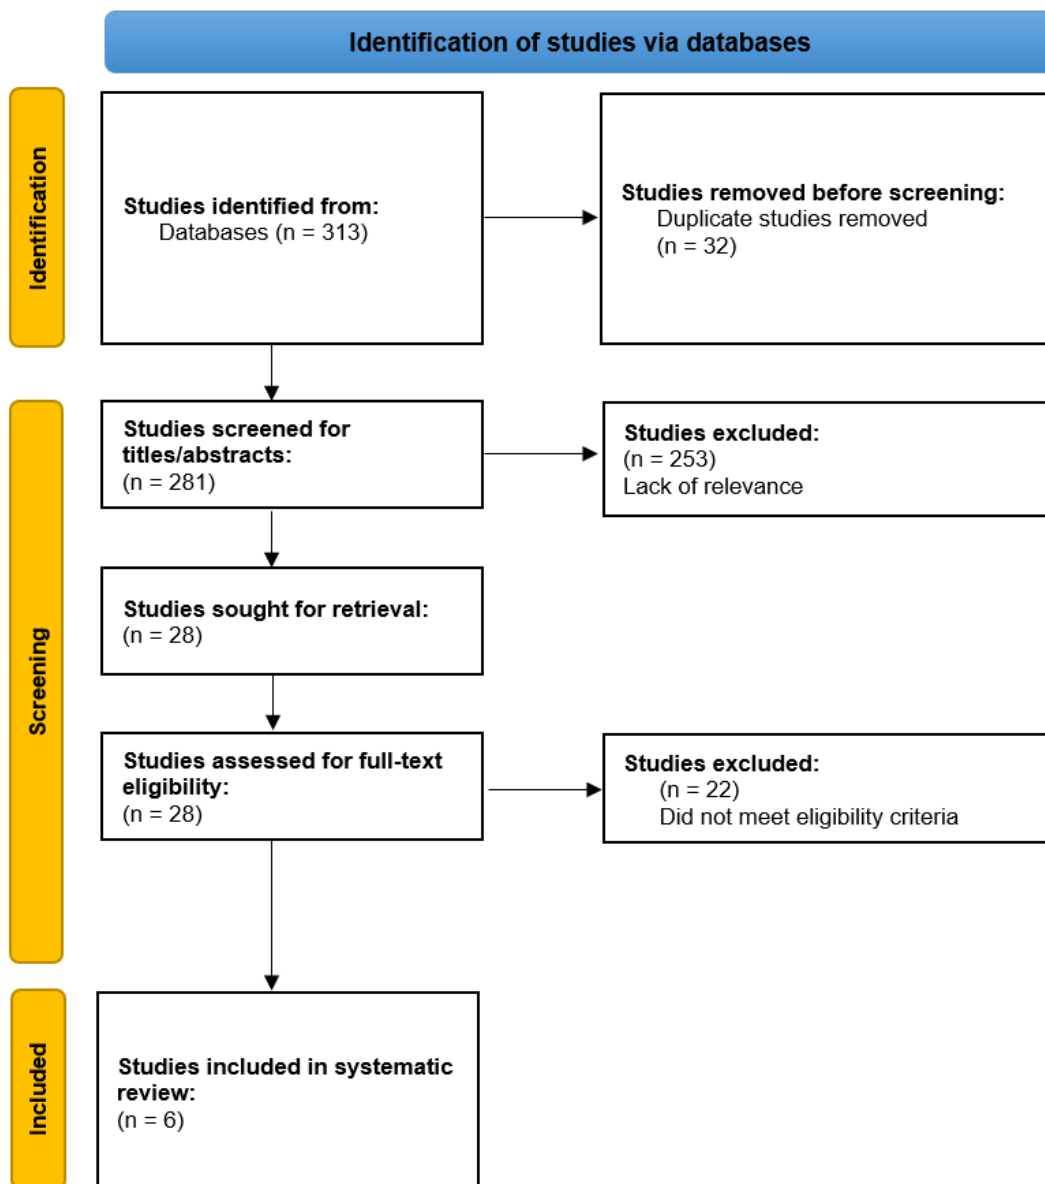 Identification of studies via databases
Identification
Studies identified from:
Databases (n = 313)
Studies removed before screening:
Duplicate studies removed
(n = 32)
Screening
Studies screened for
titles/abstracts:
(n = 281)
Studies excluded:
(n = 253)
Lack of relevance
Studies sought for retrieval:
(n = 28)
Studies assessed for full-text
eligibility:
(n = 28)
Studies excluded:
(n = 22)
Did not meet eligibility criteria
Included
Studies included in systematic
review:
(n = 6)